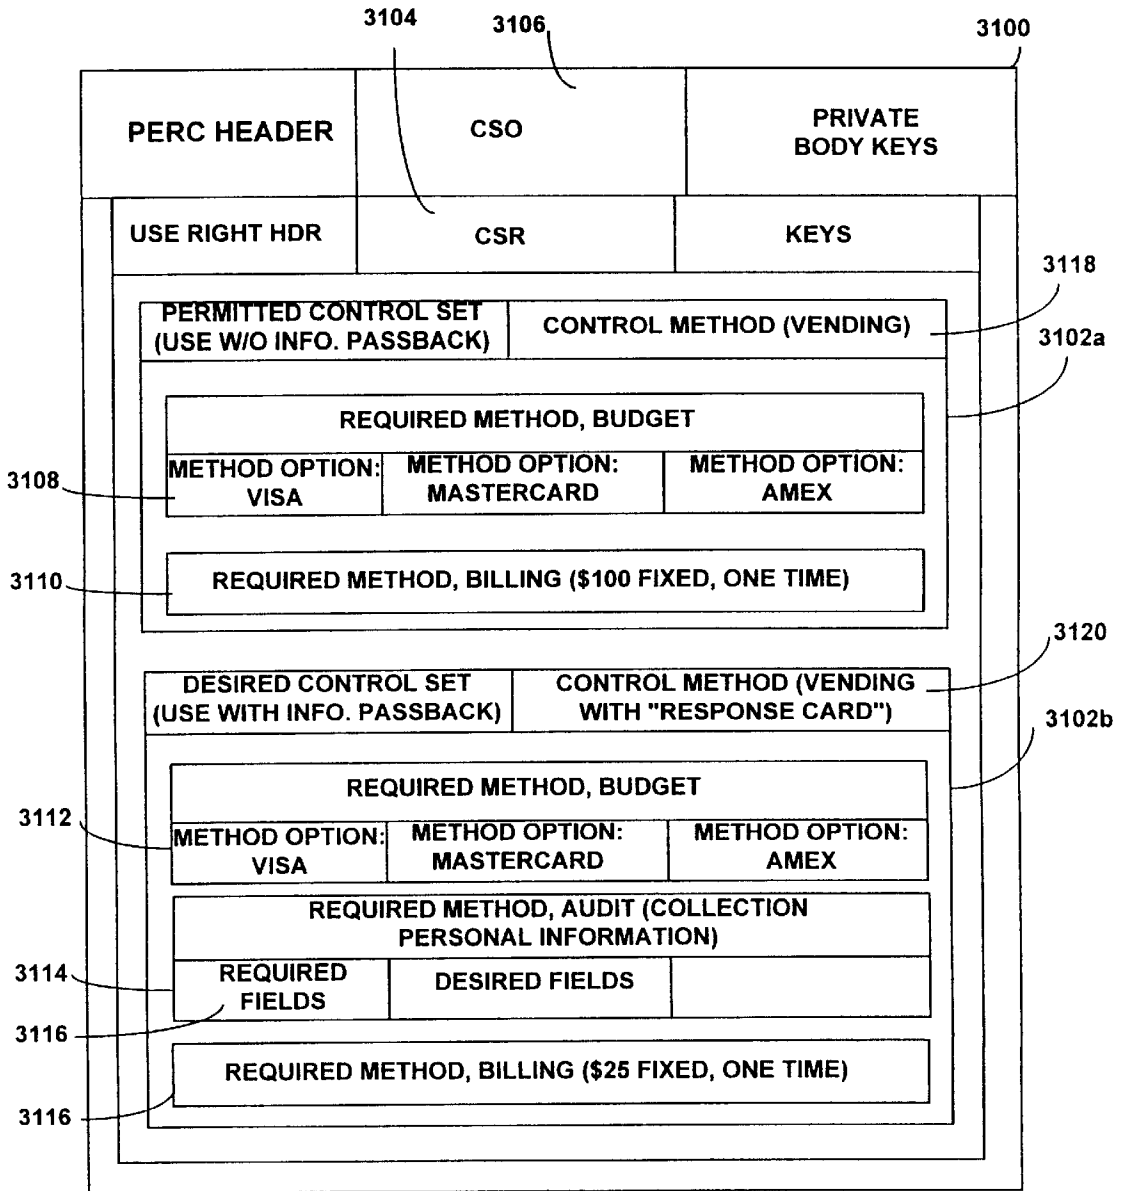 3104
3106
3100
PERC HEADER
CSO
PRIVATE
BODY KEYS
USE RIGHT HDR
CSR
KEYS
3118
PERMITTED CONTROL SET
(USE W/O INFO. PASSBACK)
CONTROL METHOD (VENDING)
3102a
REQUIRED METHOD, BUDGET
3108
METHOD OPTION:
VISA
METHOD OPTION:
MASTERCARD
METHOD OPTION:
AMEX
3110
REQUIRED METHOD, BILLING ($100 FIXED, ONE TIME)
3120
DESIRED CONTROL SET
(USE WITH INFO. PASSBACK)
CONTROL METHOD (VENDING
WITH "RESPONSE CARD")
3102b
REQUIRED METHOD, BUDGET
3112
METHOD OPTION:
VISA
METHOD OPTION:
MASTERCARD
METHOD OPTION:
AMEX
REQUIRED METHOD, AUDIT (COLLECTION
PERSONAL INFORMATION)
3114
REQUIRED
FIELDS
DESIRED FIELDS
3116
REQUIRED METHOD, BILLING ($25 FIXED, ONE TIME)
3116